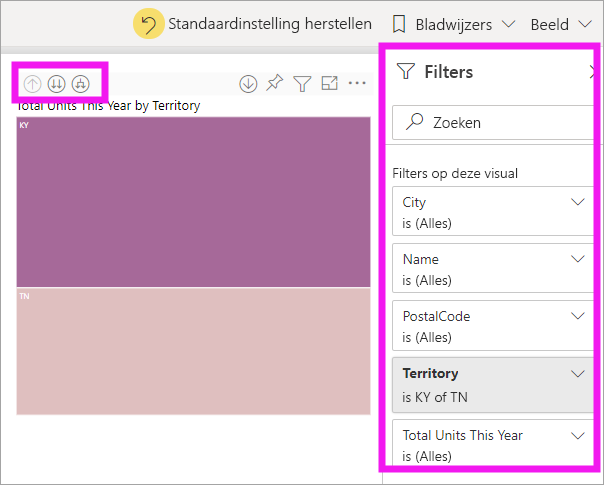 Standaardinstelling herstellen
Bladwijzers
Beeld
Total Units This Year by Territory
KY
TN
Filters
Zoeken
Filters op deze visual
City
is (Alles)
Name
is (Alles)
PostalCode
is (Alles)
Territory
is KY of TN
Total Units This Year
is (Alles)